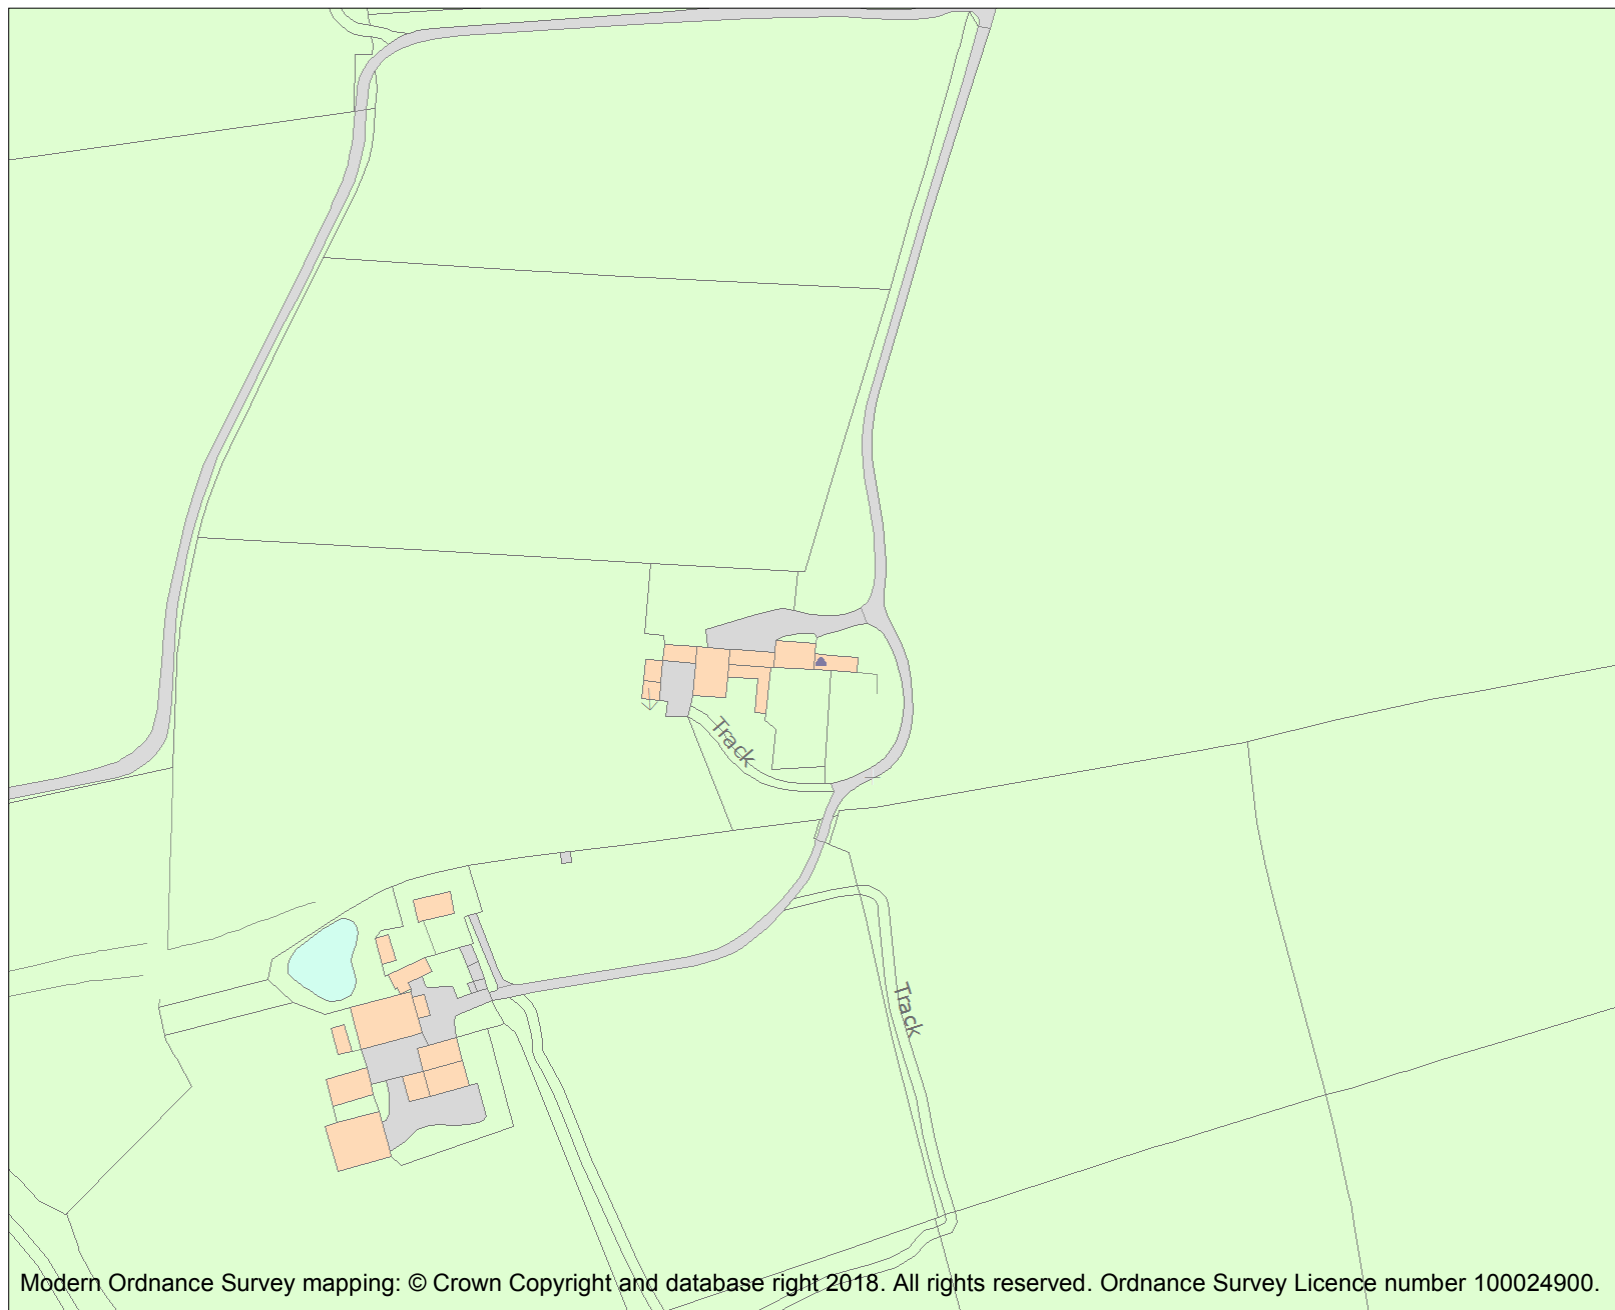 Track
Track
Modern Ordnance Survey mapping: © Crown Copyright and database right 2018. All rights reserved. Ordnance Survey Licence number 100024900.